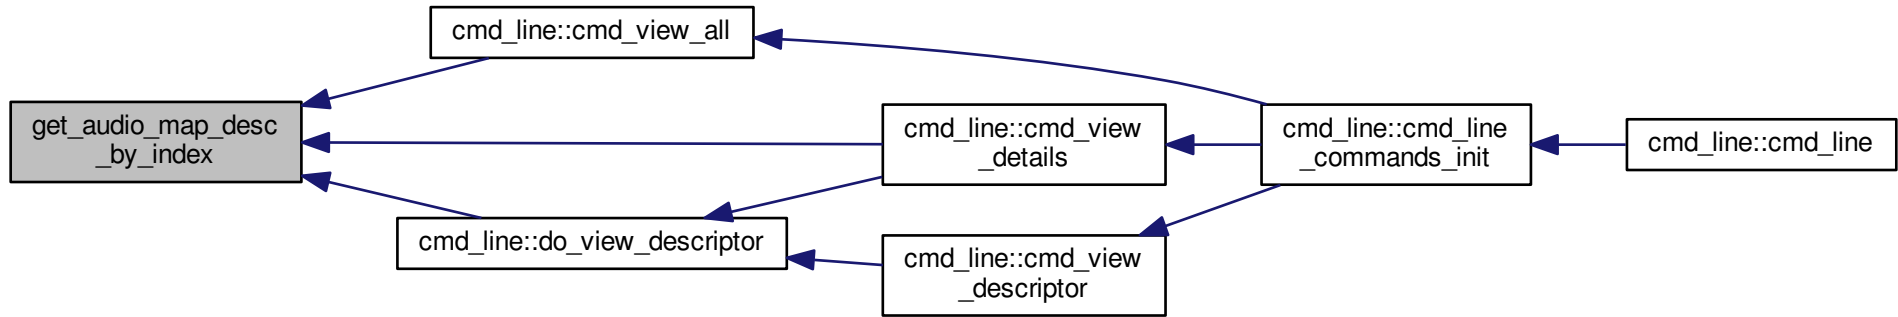 cmd_line::cmd_view_all
get_audio_map_desc
_by_index
cmd_line::cmd_view
_details
cmd_line::cmd_line
_commands_init
cmd_line::cmd_line
cmd_line::do_view_descriptor
cmd_line::cmd_view
_descriptor